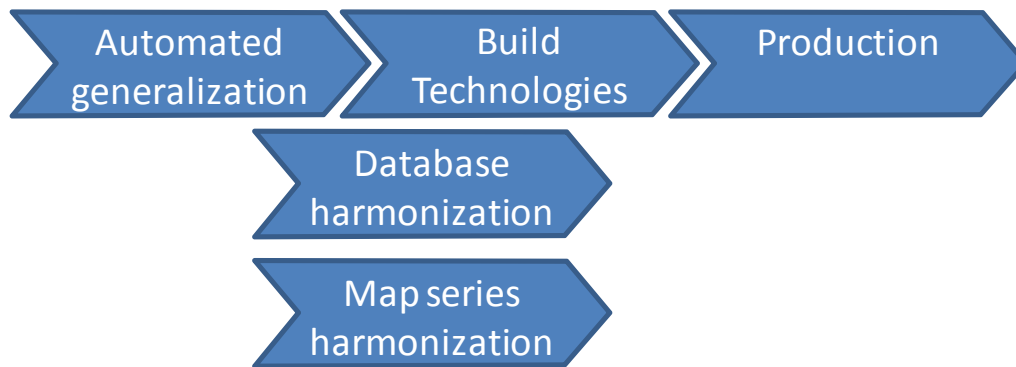 Automated
generalization
Build
Technologies
Production
Database
harmonization
Map series
harmonization